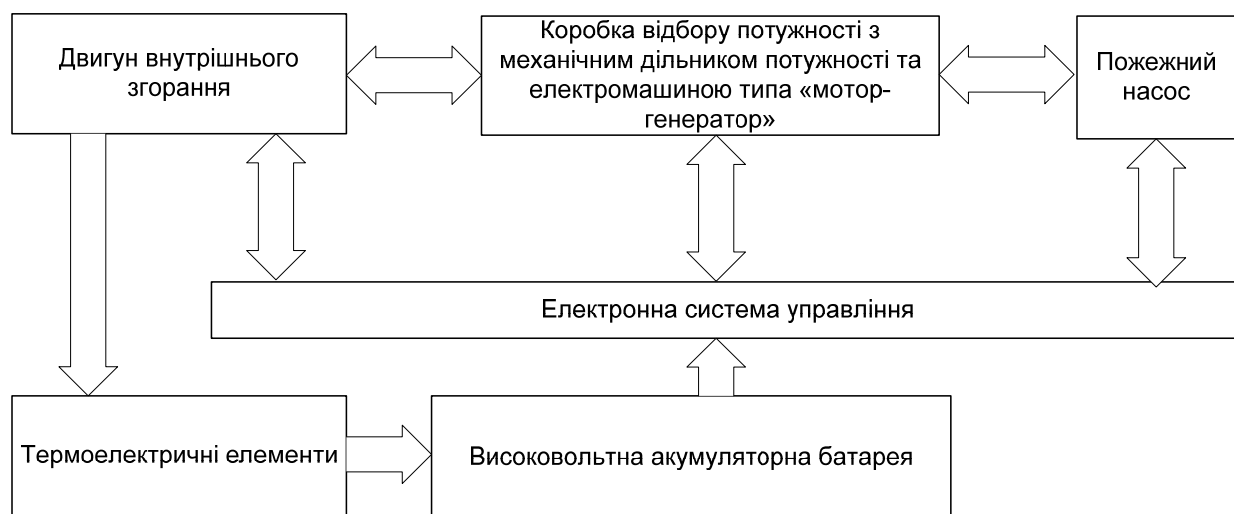 Двигун внутрішнього
згорання
Коробка відбору потужності з
механічним дільником потужності та
електромашиною типа «мотор-
генератор»
Пожежний
насос
Електронна система управління
Термоелектричні елементи
Високовольтна акумуляторна батарея